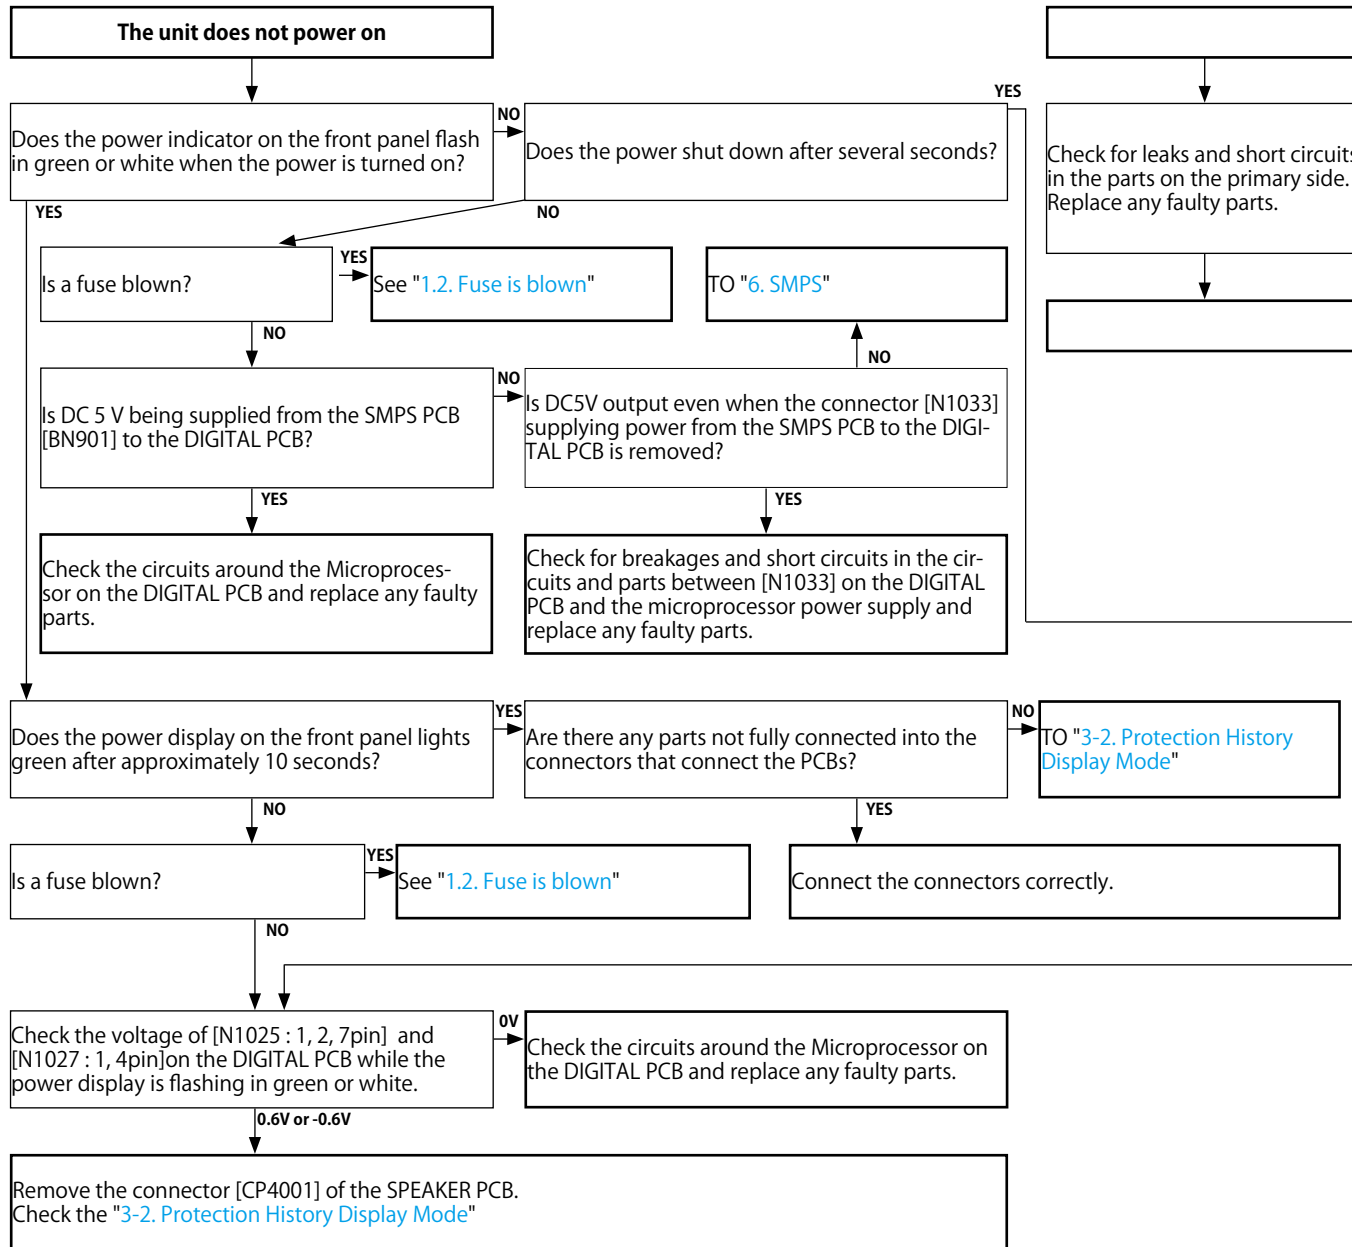 The unit does not power on
Does the power indicator on the front panel flash
in green or white when the power is turned on?
NO
Does the power shut down after several seconds?
YES
Check for leaks and short circuits
in the parts on the primary side.
Replace any faulty parts.
YES
NO
Is a fuse blown?
YES
See "1.2. Fuse is blown"
TO "6. SMPS"
NO
NO
Is DC 5 V being supplied from the SMPS PCB
[BN901] to the DIGITAL PCB?
NO
Is DC5V output even when the connector [N1033]
supplying power from the SMPS PCB to the DIGI-
TAL PCB is removed?
YES
YES
Check the circuits around the Microproces-
sor on the DIGITAL PCB and replace any faulty
parts.
Check for breakages and short circuits in the cir-
cuits and parts between [N1033] on the DIGITAL
PCB and the microprocessor power supply and
replace any faulty parts.
Does the power display on the front panel lights
green after approximately 10 seconds?
YES
Are there any parts not fully connected into the
connectors that connect the PCBs?
NO
TO "3-2. Protection History
Display Mode"
NO
YES
Is a fuse blown?
YES
See "1.2. Fuse is blown"
Connect the connectors correctly.
NO
Check the voltage of [N1025 : 1, 2, 7pin] and
[N1027 : 1, 4pin]on the DIGITAL PCB while the
power display is flashing in green or white.
0V
Check the circuits around the Microprocessor on
the DIGITAL PCB and replace any faulty parts.
0.6V or -0.6V
Remove the connector [CP4001] of the SPEAKER PCB.
Check the "3-2. Protection History Display Mode"